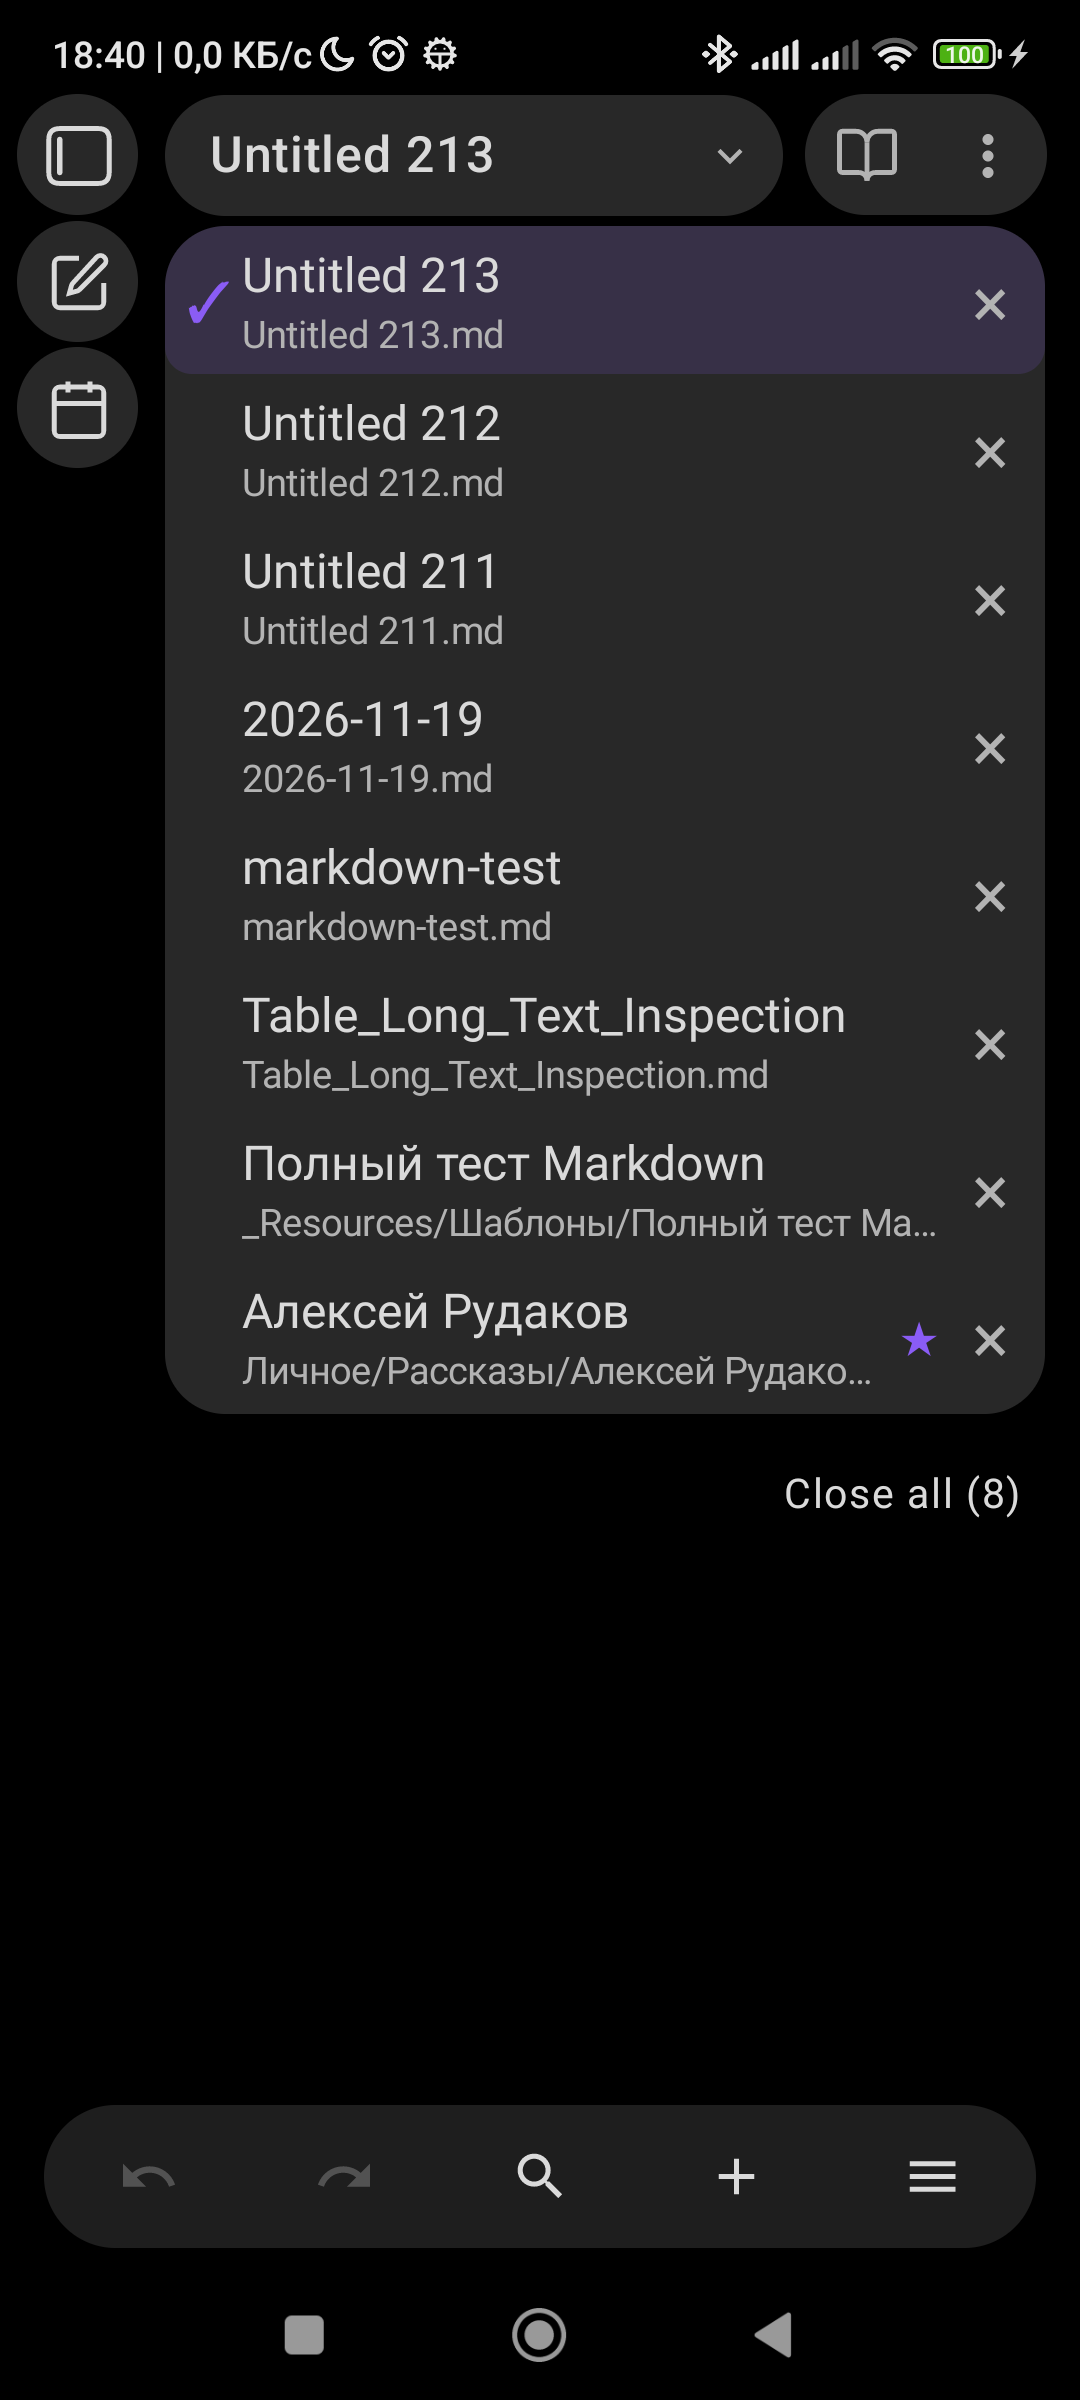 18:40 | 0,0 КБ/с
100
Untitled 213
Untitled 213
Untitled 213.md
Untitled 212
Untitled 212.md
Untitled 211
Untitled 211.md
2026-11-19
2026-11-19.md
markdown-test
markdown-test.md
Table_Long_Text_Inspection
Table_Long_Text_Inspection.md
Полный тест Markdown
_Resources/Шаблоны/Полный тест Ma...
Алексей Рудаков
Личное/Рассказы/Алексей Рудако...
Close all (8)